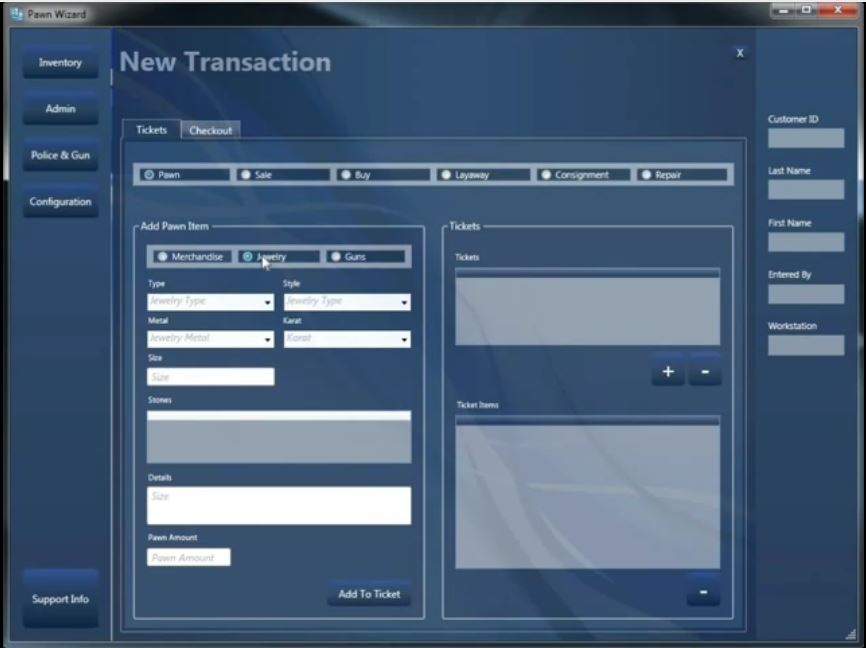 Pawn Wizard
Inventory
Admin
Police & Gun
Configuration
Support Info
New Transaction
X
Tickets Checkout
Pawn Sale Buy Layaway Consignment Repair
Add Pawn Item
Merchandise Jewelry Guns
Type Style
Jewelry Type Jewelry Type
Metal Karat
Jewelry Metal Karat
Size
Size
Stones
Details
Size
Pawn Amount
Pawn Amount
Add To Ticket
Tickets
Tickets
+ -
Ticket Items
-
Customer ID
Last Name
First Name
Entered By
Workstation